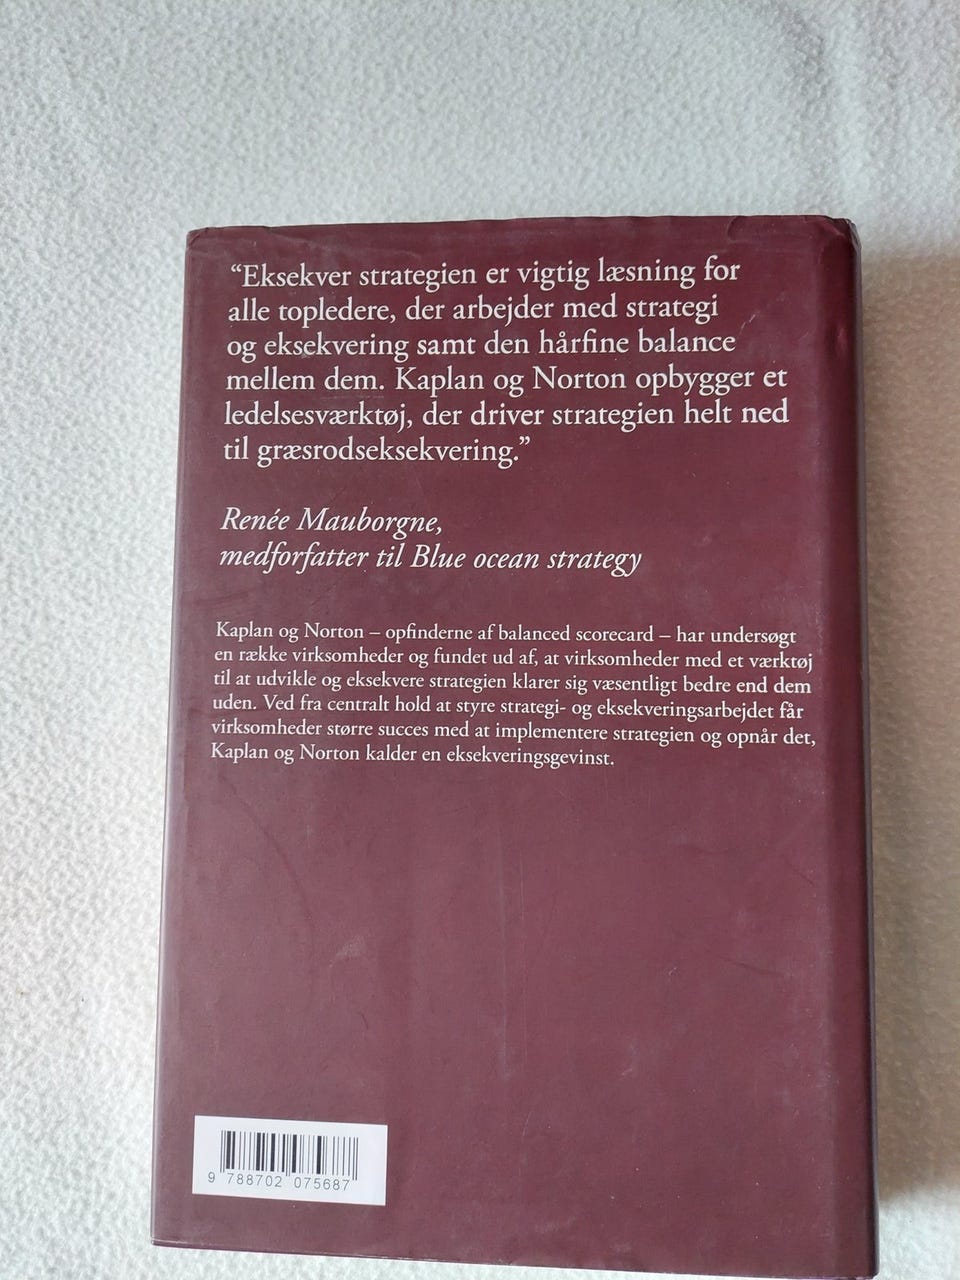 “Eksekver strategien er vigtig læsning for
alle topledere, der arbejder med strategi
og eksekvering samt den hårfine balance
mellem dem. Kaplan og Norton opbygger et
ledelsesværktøj, der driver strategien helt ned
til græsrodseksekvering.”
Renée Mauborgne,
medforfatter til Blue ocean strategy
Kaplan og Norton – opfinderne af balanced scorecard – har undersøgt
en række virksomheder og fundet ud af, at virksomheder med et værktøj
til at udvikle og eksekvere strategien klarer sig væsentligt bedre end dem
uden. Ved fra centralt hold at styre strategi- og eksekveringsarbejdet får
virksomheder større succes med at implementere strategien og opnår det,
Kaplan og Norton kalder en eksekveringsgevinst.
9 788702 075687